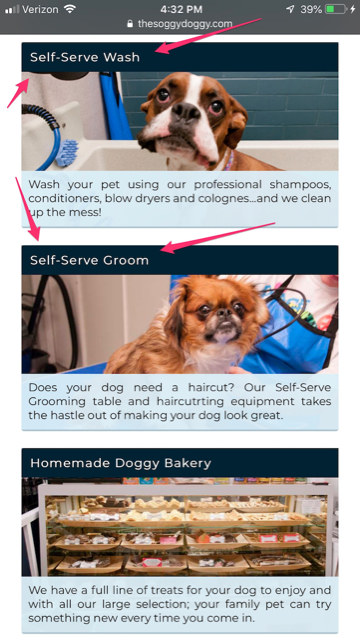 Verizon 4:32 PM 39%
thesoggydoggy.com
Self-Serve Wash
Wash your pet using our professional shampoos,
conditioners, blow dryers and colognes...and we clean
up the mess!
Self-Serve Groom
Does your dog need a haircut? Our Self-Serve
Grooming table and haircutrting equipment takes
the hastle out of making your dog look great.
Homemade Doggy Bakery
We have a full line of treats for your dog to enjoy and
with all our large selection; your family pet can try
something new every time you come in.